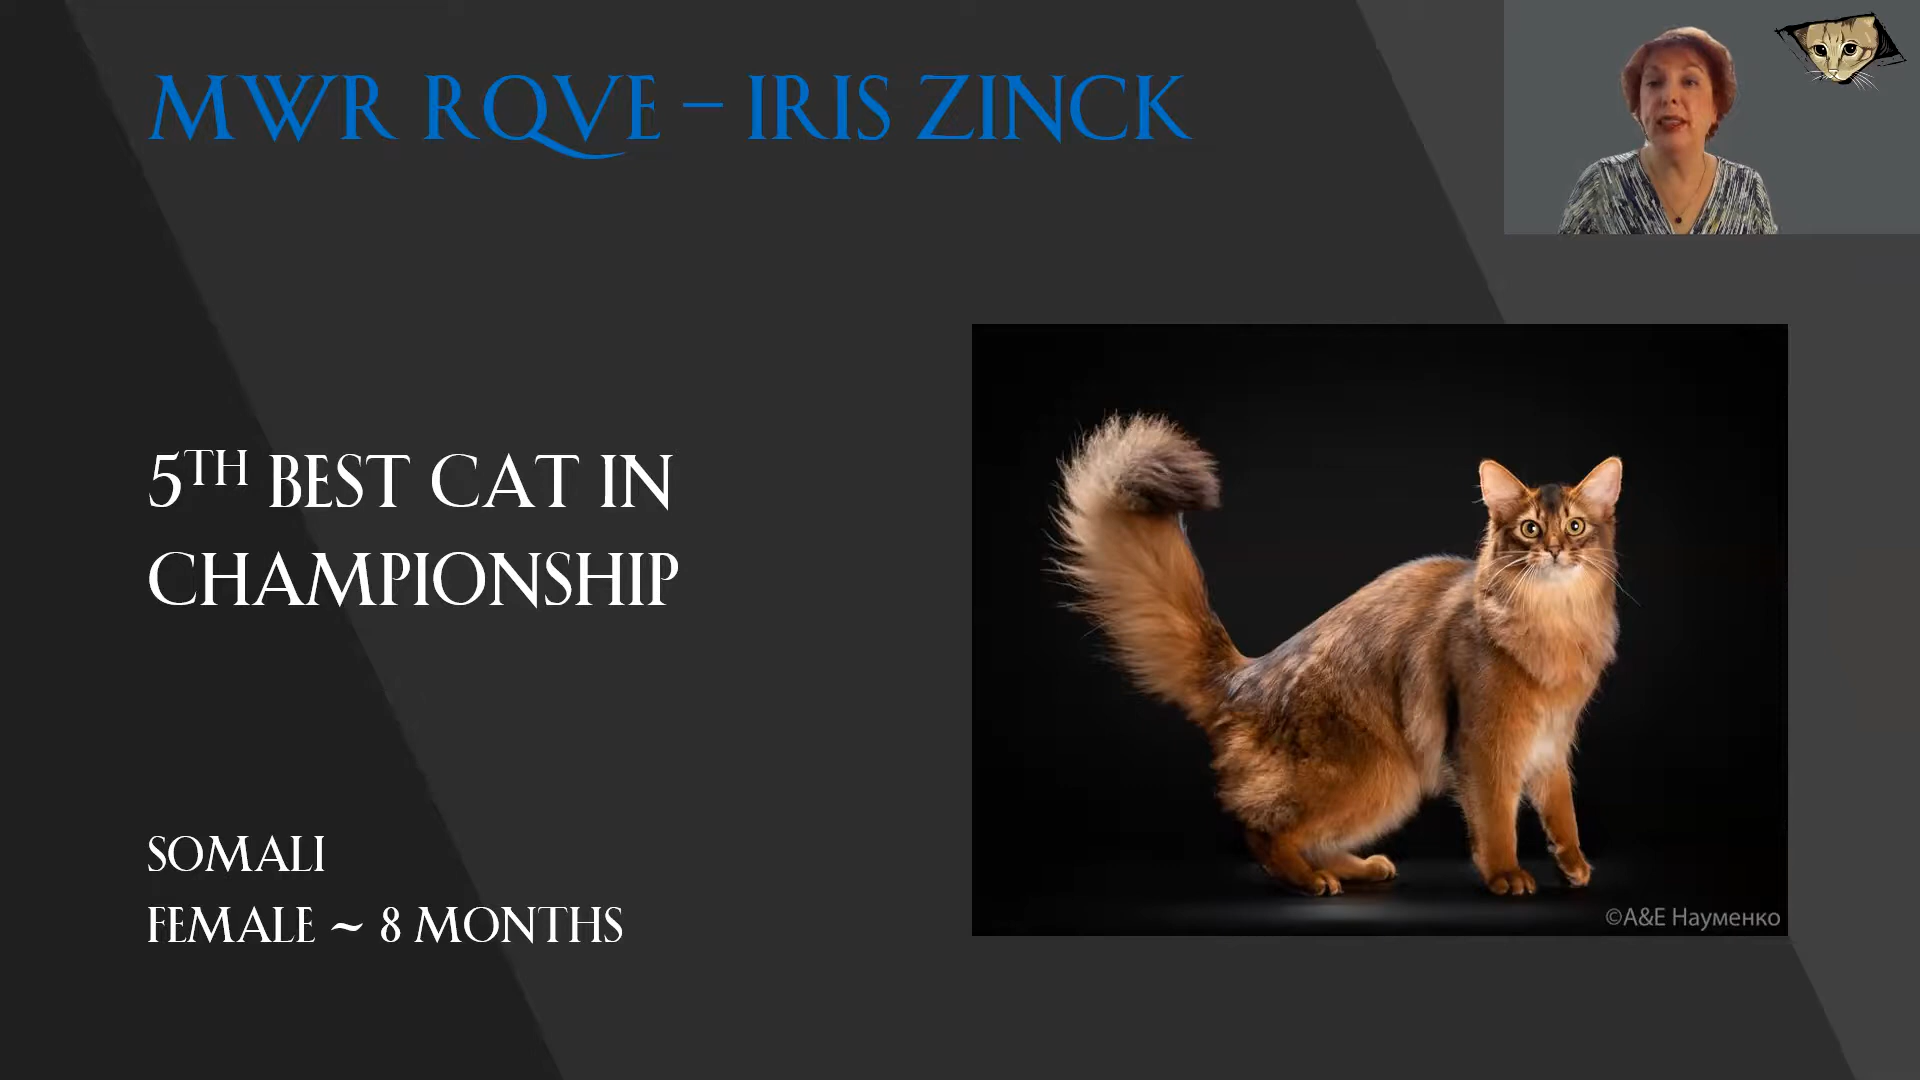 MWR RQVE – IRIS ZINCK
5TH BEST CAT IN
CHAMPIONSHIP
SOMALI
FEMALE ~ 8 MONTHS
©A&E Науменко